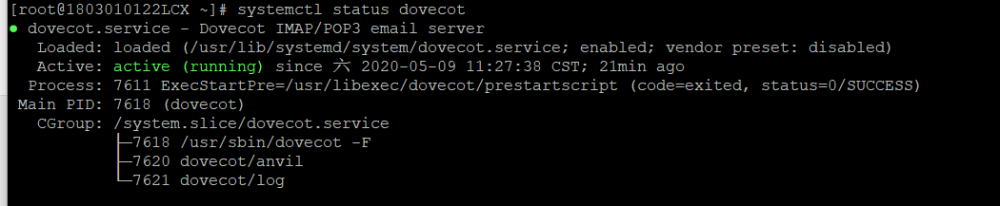 [root@1803010122LCX ~]# systemctl status dovecot
● dovecot.service - Dovecot IMAP/POP3 email server
   Loaded: loaded (/usr/lib/systemd/system/dovecot.service; enabled; vendor preset: disabled)
   Active: active (running) since 六 2020-05-09 11:27:38 CST; 21min ago
  Process: 7611 ExecStartPre=/usr/libexec/dovecot/prestartscript (code=exited, status=0/SUCCESS)
 Main PID: 7618 (dovecot)
   CGroup: /system.slice/dovecot.service
           ├─7618 /usr/sbin/dovecot -F
           ├─7620 dovecot/anvil
           └─7621 dovecot/log